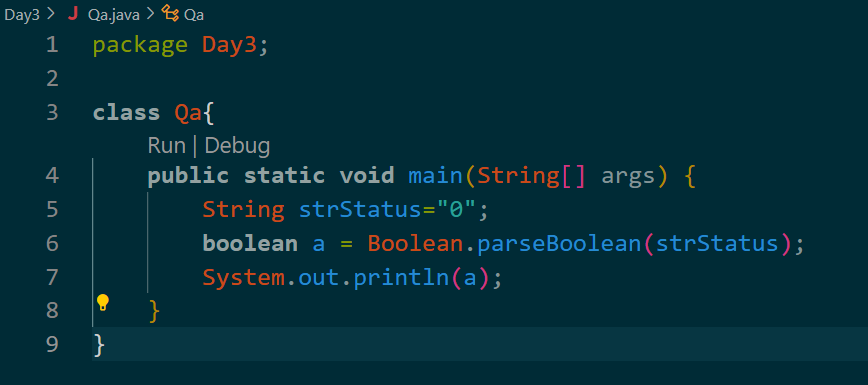 Day3 > J Qa.java > Qa
1 package Day3;
2
3 class Qa{
Run | Debug
4 public static void main(String[] args) {
5 String strStatus="0";
6 boolean a = Boolean.parseBoolean(strStatus);
7 System.out.println(a);
8 }
9 }